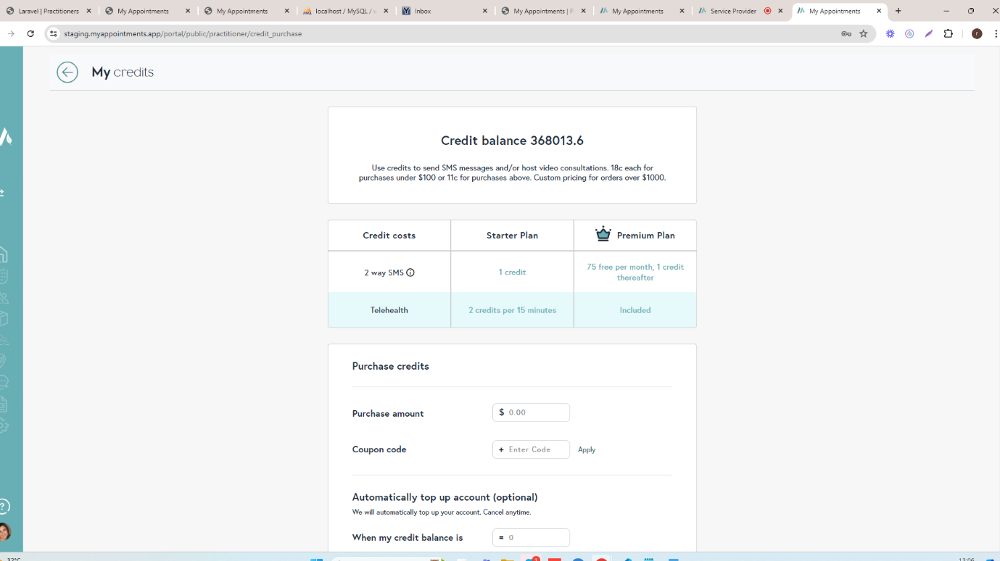 Laravel | Practitioners
My Appointments
My Appointments
localhost / MySQL /
Inbox
My Appointments |
My Appointments
Service Provider
My Appointments
staging.myappointments.app/portal/public/practitioner/credit_purchase
r
My credits
Credit balance 368013.6
Use credits to send SMS messages and/or host video consultations. 18c each for
purchases under $100 or 11c for purchases above. Custom pricing for orders over $1000.
Credit costs
Starter Plan
Premium Plan
2 way SMS
1 credit
75 free per month, 1 credit
thereafter
Telehealth
2 credits per 15 minutes
Included
Purchase credits
Purchase amount
$ 0.00
Coupon code
+ Enter Code
Apply
Automatically top up account (optional)
We will automatically top up your account. Cancel anytime.
When my credit balance is
= 0
32°C
13:06